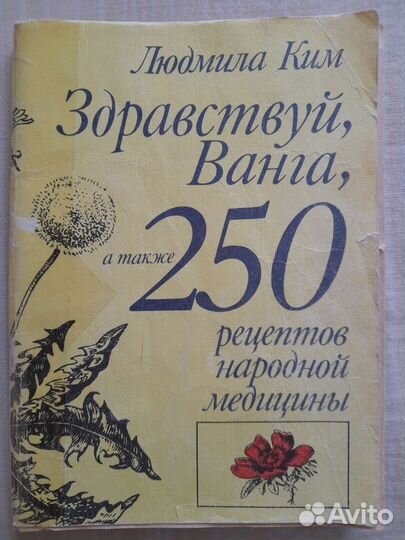 Людмила Ким
Здравствуй,
Ванга,
а также 250
рецептов
народной
медицины
Avito